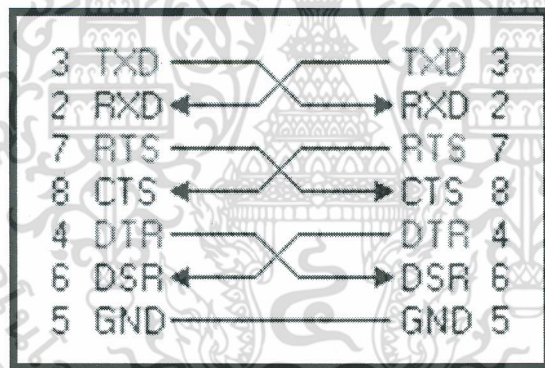 3 TXD TXD 3
2 RXD RXD 2
7 RTS RTS 7
8 CTS CTS 8
4 DTR DTR 4
6 DSR DSR 6
5 GND GND 5